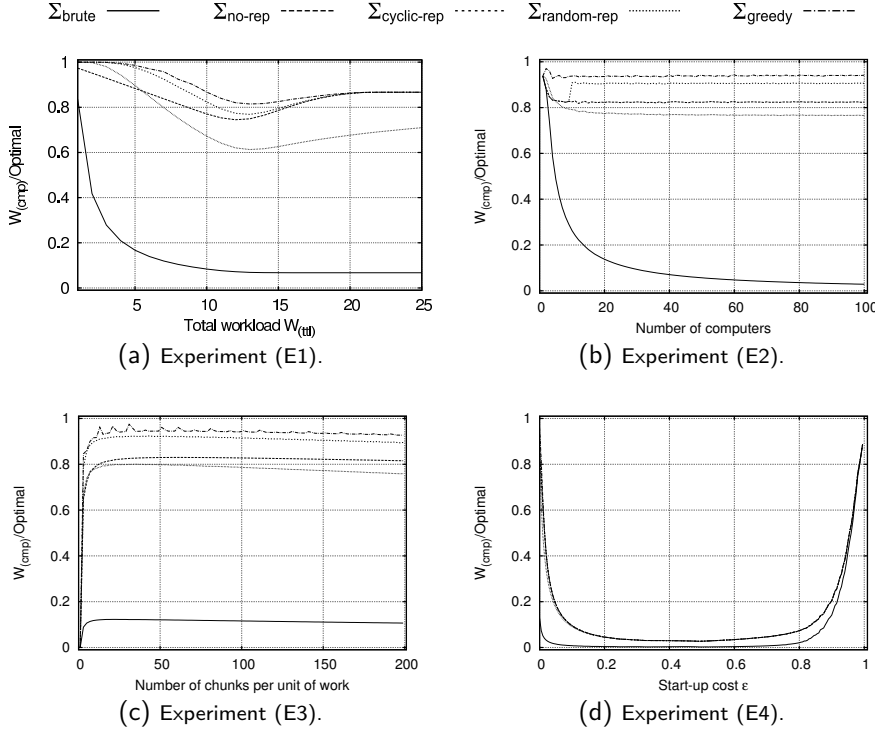 Σbrute Σno-rep Σcyclic-rep Σrandom-rep Σgreedy
W(cmp)/Optimal
1
0.8
0.6
0.4
0.2
0
5 10 15 20 25
Total workload W(ttl)
(a) Experiment (E1).
W(cmp)/Optimal
1
0.8
0.6
0.4
0.2
0
0 20 40 60 80 100
Number of computers
(b) Experiment (E2).
W(cmp)/Optimal
1
0.8
0.6
0.4
0.2
0
0 50 100 150 200
Number of chunks per unit of work
(c) Experiment (E3).
W(cmp)/Optimal
1
0.8
0.6
0.4
0.2
0
0 0.2 0.4 0.6 0.8 1
Start-up cost ε
(d) Experiment (E4).